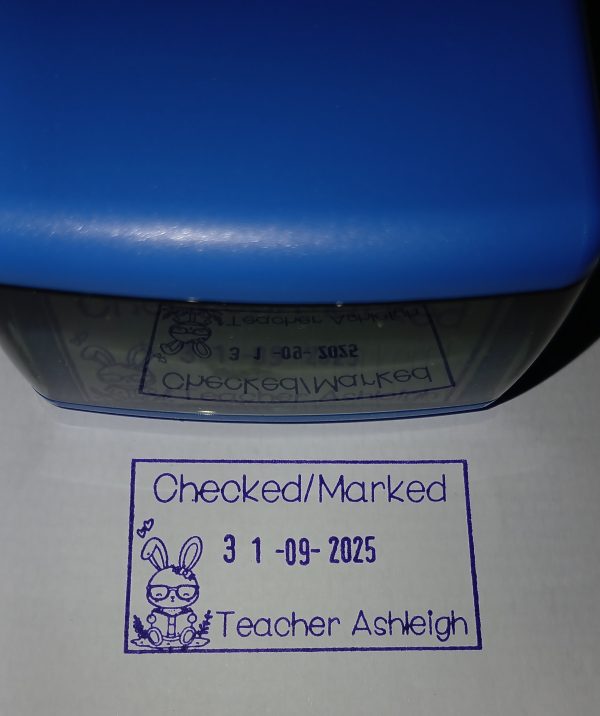 Checked/Marked
3 1 -09- 2025
Teacher Ashleigh